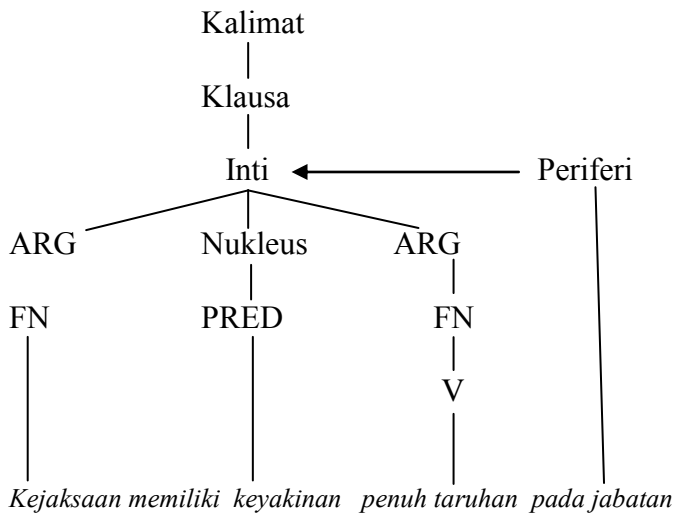 Kalimat
Klausa
Inti Periferi
ARG Nukleus ARG
FN PRED FN
V
Kejaksaan memiliki keyakinan penuh taruhan pada jabatan